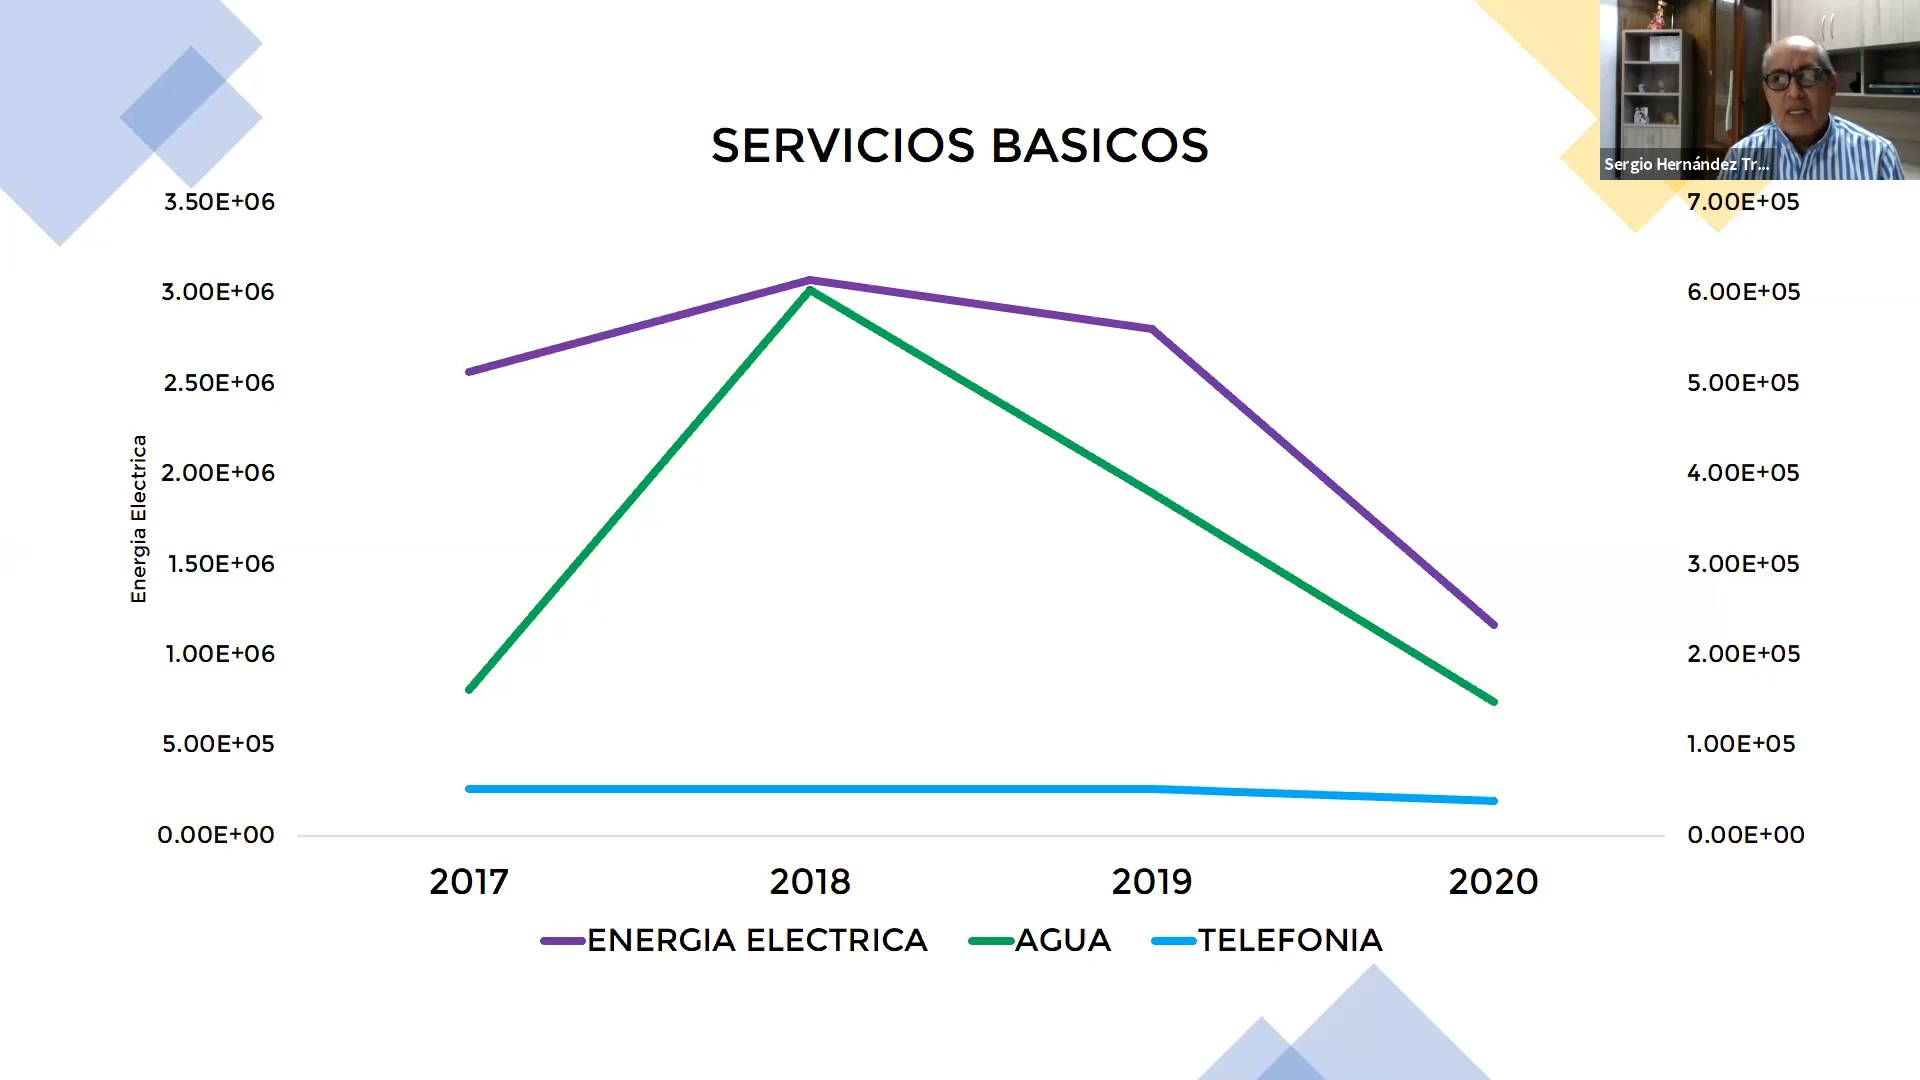 Sergio Hernández Tr...
SERVICIOS BASICOS
3.50E+06
3.00E+06
2.50E+06
2.00E+06
1.50E+06
1.00E+06
5.00E+05
0.00E+00
Energia Electrica
7.00E+05
6.00E+05
5.00E+05
4.00E+05
3.00E+05
2.00E+05
1.00E+05
0.00E+00
2017 2018 2019 2020
ENERGIA ELECTRICA AGUA TELEFONIA